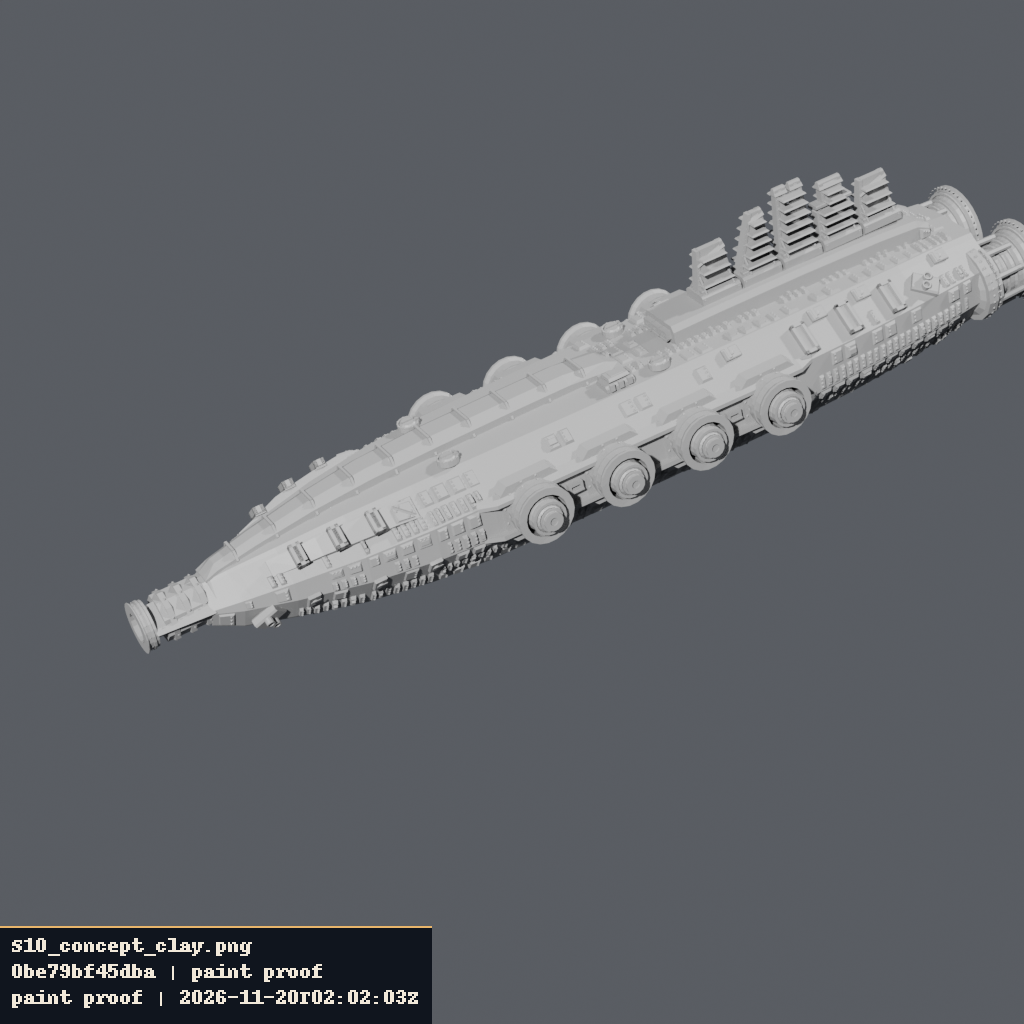 S10_concept_clay.png
0be79bf45dba | paint proof
paint proof | 2026-11-20T02:02:03Z